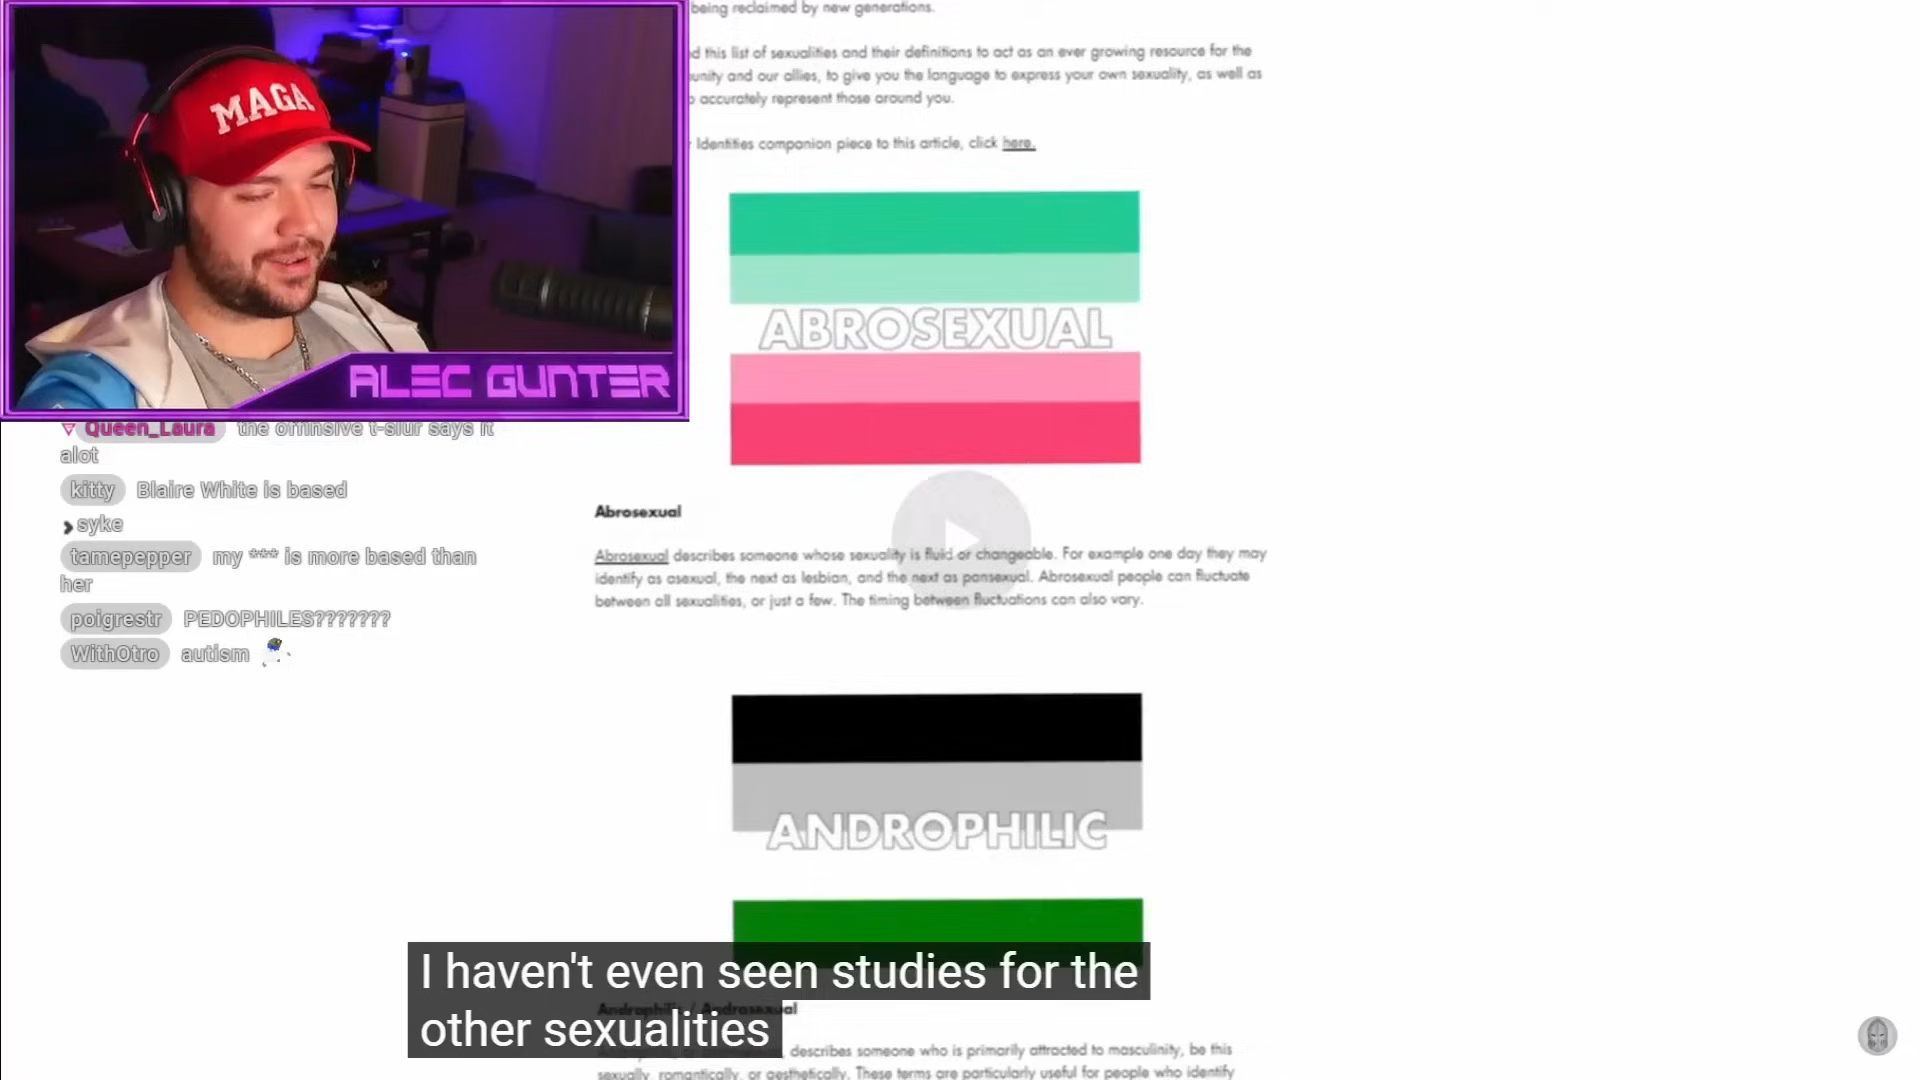 being reclaimed by new generations.
d this list of sexualities and their definitions to act as an ever growing resource for the
unity and our allies, to give you the language to express your own sexuality, as well as
accurately represent those around you.
Identities companion piece to this article, click here.
MAGA
ALEC GUNTER
ABROSEXUAL
Queen_Laura the offinsive t-slur says it
alot
kitty Blaire White is based
syke
tamepepper my *** is more based than
her
poigrestr PEDOPHILES???????
WithOtro autism
Abrosexual
Abrosexual describes someone whose sexuality is fluid or changeable. For example one day they may
identify as asexual, the next as lesbian, and the next as pansexual. Abrosexual people can fluctuate
between all sexualities, or just a few. The timing between fluctuations can also vary.
ANDROPHILIC
I haven't even seen studies for the
other sexualities
describes someone who is primarily attracted to masculinity, be this
sexually, romantically, or aesthetically. These terms are particularly useful for people who identify